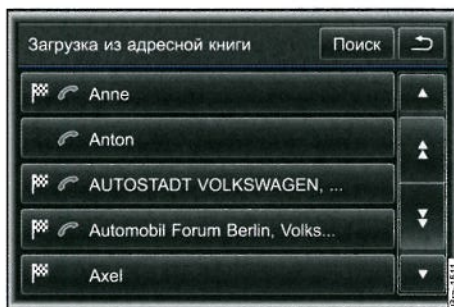 Загрузка из адресной книги Поиск
Anne
Anton
AUTOSTADT VOLKSWAGEN, ...
Automobil Forum Berlin, Volks...
Axel